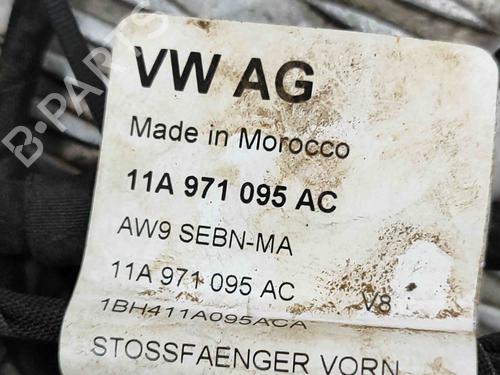 B-PARTS
VW AG
Made in Morocco
11A 971 095 AC
AW9 SEBN-MA
11A 971 095 AC V8
1BH411A095ACA
STOSSFAENGER VORN